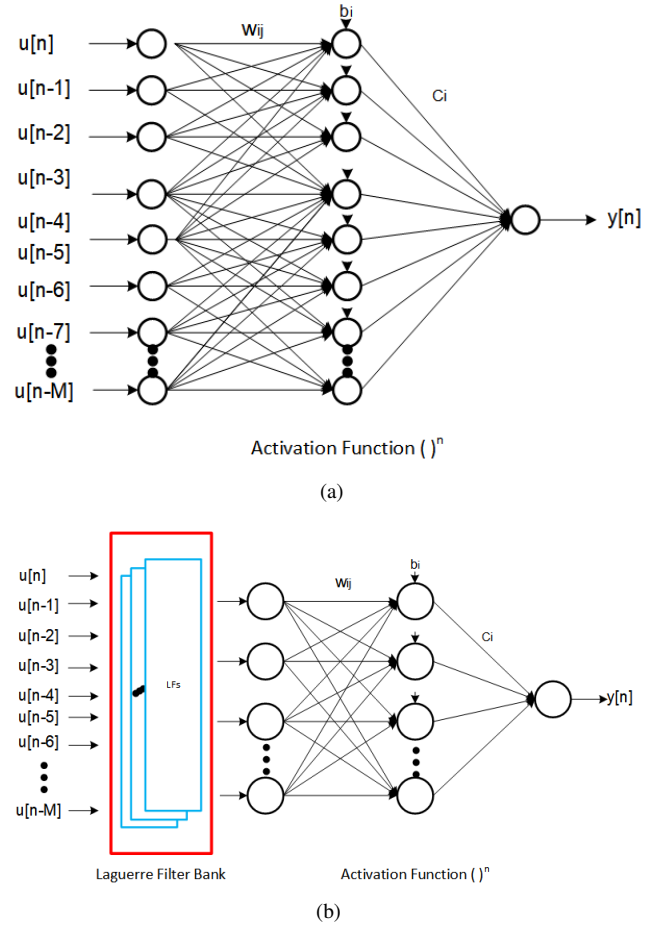 u[n]
u[n-1]
u[n-2]
u[n-3]
u[n-4]
u[n-5]
u[n-6]
u[n-7]
u[n-M]
Wij
bi
Ci
y[n]
Activation Function ( )^n
(a)
u[n]
u[n-1]
u[n-2]
u[n-3]
u[n-4]
u[n-5]
u[n-6]
u[n-M]
LFs
Wij
bi
Ci
y[n]
Laguerre Filter Bank
Activation Function ( )^n
(b)